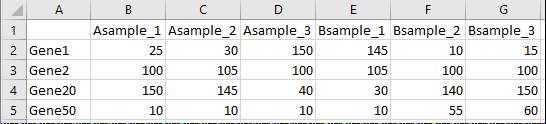 A B C D E F G
1 Asample_1 Asample_2 Asample_3 Bsample_1 Bsample_2 Bsample_3
2 Gene1 25 30 150 145 10 15
3 Gene2 100 105 100 105 100 100
4 Gene20 150 145 40 30 140 150
5 Gene50 10 10 10 10 55 60